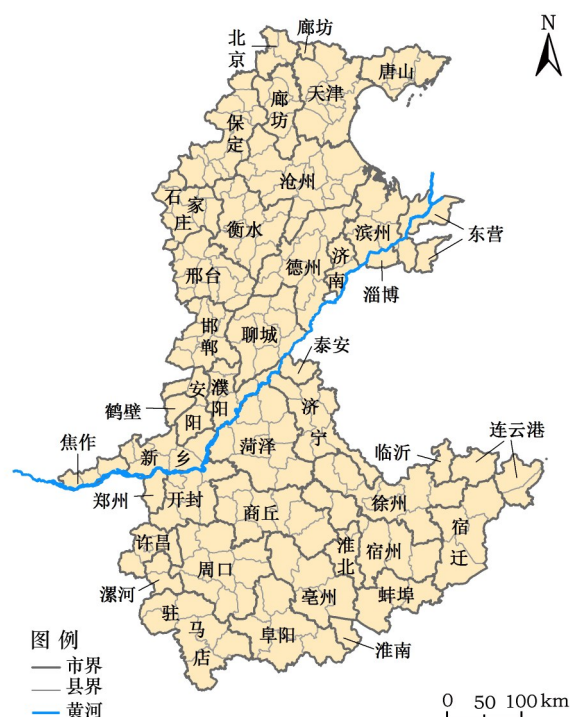 N
廊坊
北京
唐山
天津
廊坊
保定
沧州
石家庄
衡水
滨州
东营
济南
德州
邢台
淄博
邯郸
聊城
泰安
安阳
濮阳
鹤壁
济宁
焦作
新乡
菏泽
连云港
临沂
郑州
开封
商丘
徐州
宿迁
许昌
淮北
宿州
周口
漯河
亳州
蚌埠
驻马店
阜阳
淮南
图例
市界
县界
黄河
0 50 100 km